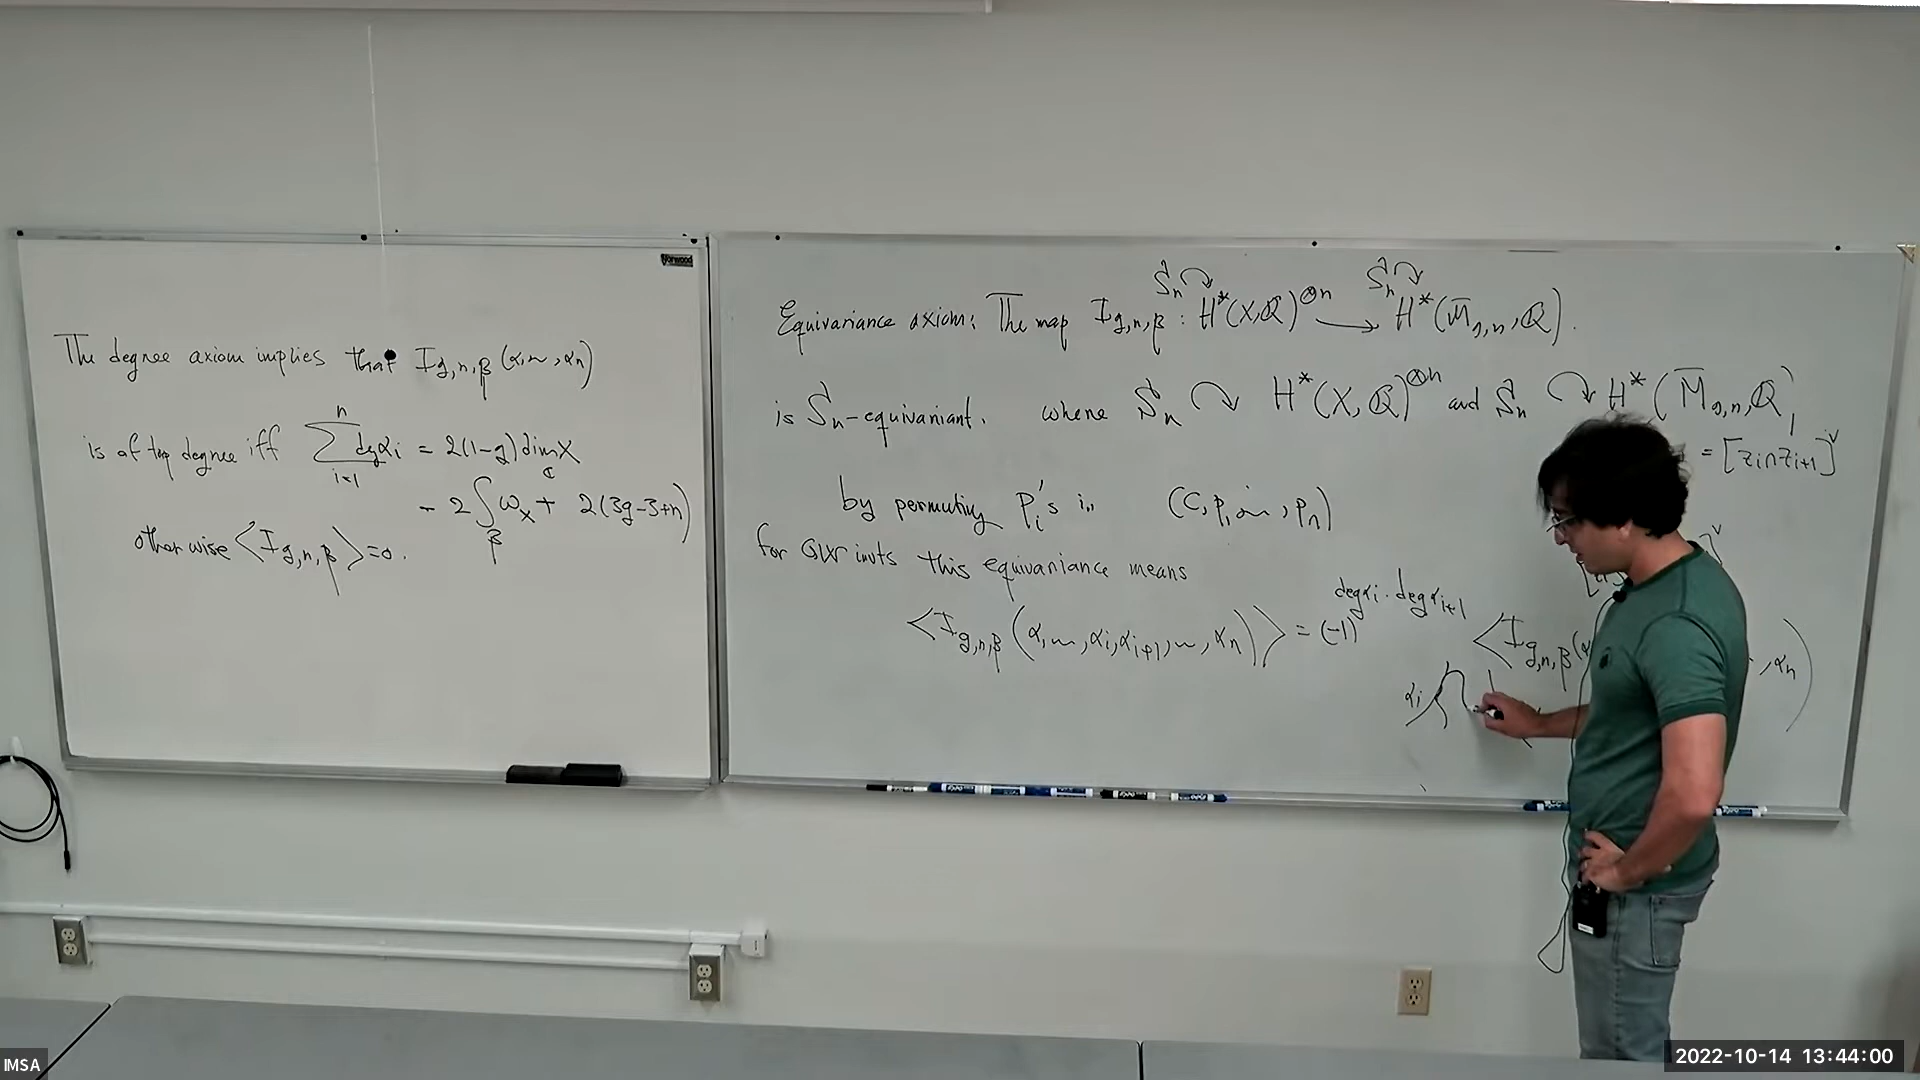 Norwood
The degree axiom implies that I_{g,n,β}(α_1, ~, α_n)
is of top degree iff \sum_{i=1}^{n} deg α_i = 2(1-g) dim_C X
- 2∫_β ω_X + 2(3g-3+n)
otherwise <I_{g,n,β}> = 0.
Equivariance axiom: The map I_{g,n,β} : H*(X,Q)^{⊗n} → H*(M̄_{g,n}, Q).
S_n ↷ S_n ↷
is S_n-equivariant. where S_n ↷ H*(X,Q)^{⊗n} and S_n ↷ H*(M̄_{g,n}, Q)
= [z_i ∩ z_{i+1}]^∨
by permuting p_i's in (C, p_1, ~, p_n)
for GW invts this equivariance means
<I_{g,n,β}(α_1, ~, α_i, α_{i+1}, ~, α_n)> = (-1)^{deg α_i · deg α_{i+1}} <I_{g,n,β}(α , α_n)
α_i
IMSA
2022-10-14 13:44:00